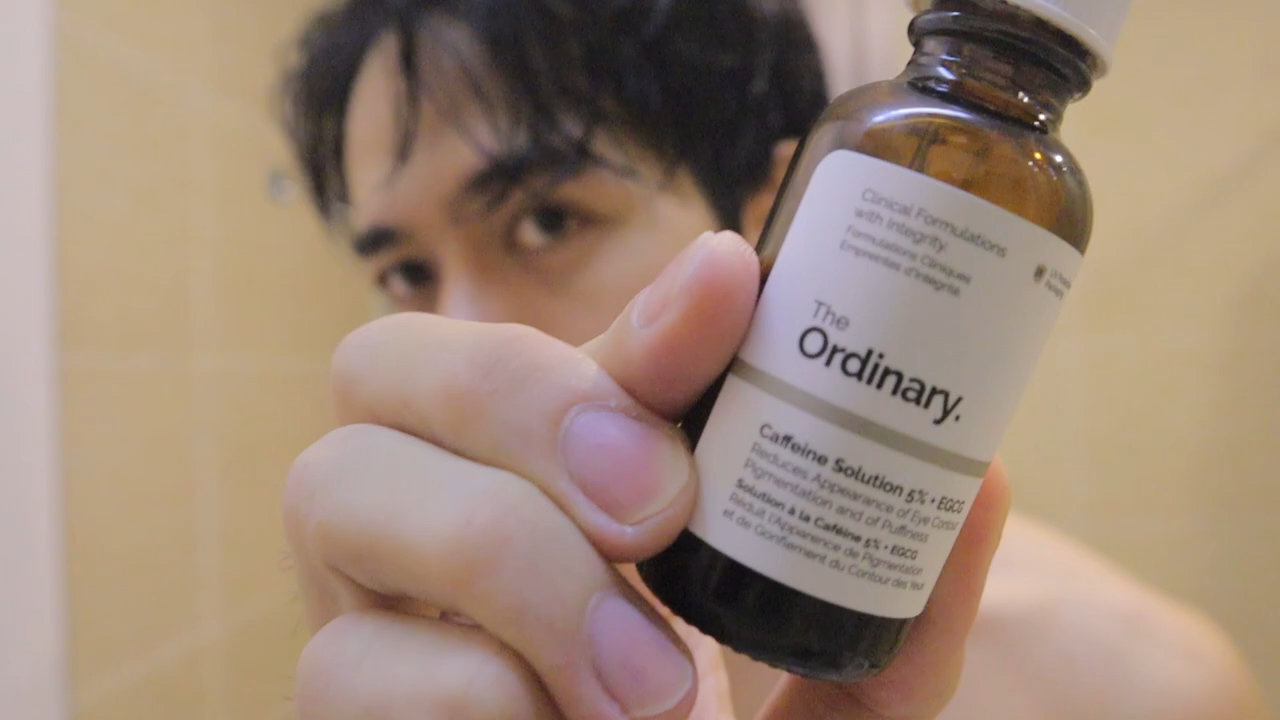 Clinical Formulations
with Integrity.
Formulations Cliniques
Empreintes d'intégrité.
The
Ordinary.
Caffeine Solution 5% + EGCG
Reduces Appearance of Eye Contour
Pigmentation and of Puffiness
Solution à la Caféine 5% + EGCG
Réduit l'Apparence de Pigmentation
et de Gonflement du Contour des Yeux